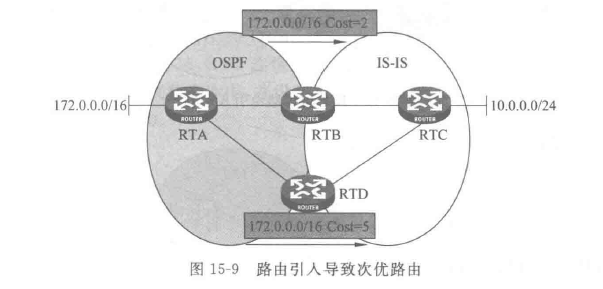 172.0.0.0/16 Cost=2
OSPF
IS-IS
172.0.0.0/16
ROUTER
RTA
ROUTER
RTB
ROUTER
RTC
10.0.0.0/24
ROUTER
RTD
172.0.0.0/16 Cost=5
图 15-9 路由引入导致次优路由